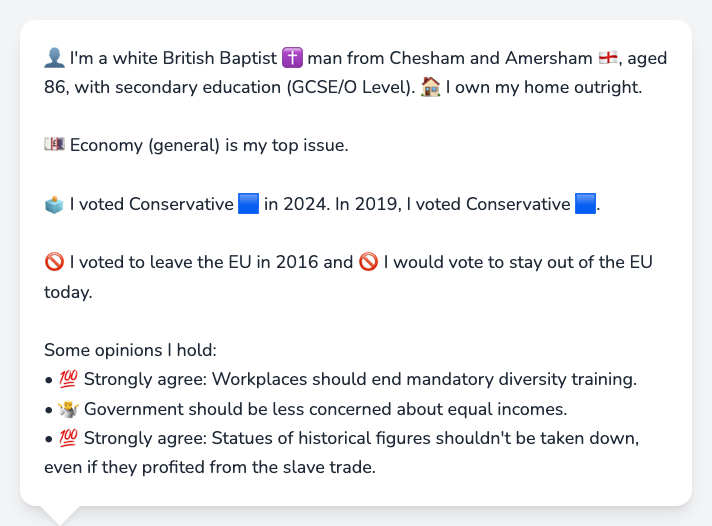 👤 I'm a white British Baptist ✝️ man from Chesham and Amersham 🏴󠁧󠁢󠁥󠁮󠁧󠁿, aged
86, with secondary education (GCSE/O Level). 🏠 I own my home outright.
💷 Economy (general) is my top issue.
🗳️ I voted Conservative 🟦 in 2024. In 2019, I voted Conservative 🟦.
🚫 I voted to leave the EU in 2016 and 🚫 I would vote to stay out of the EU
today.
Some opinions I hold:
• 💯 Strongly agree: Workplaces should end mandatory diversity training.
• 🤷 Government should be less concerned about equal incomes.
• 💯 Strongly agree: Statues of historical figures shouldn't be taken down,
even if they profited from the slave trade.